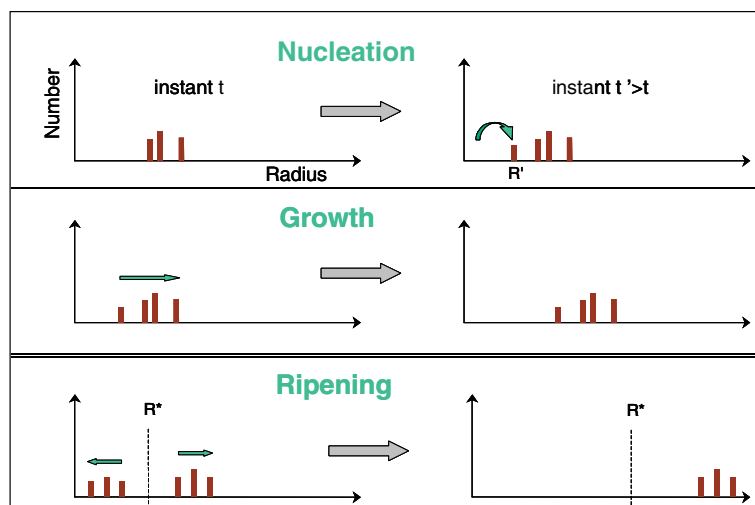 Nucleation
Number
instant t
instant t '>t
Radius
R'
Growth
Ripening
R*
R*